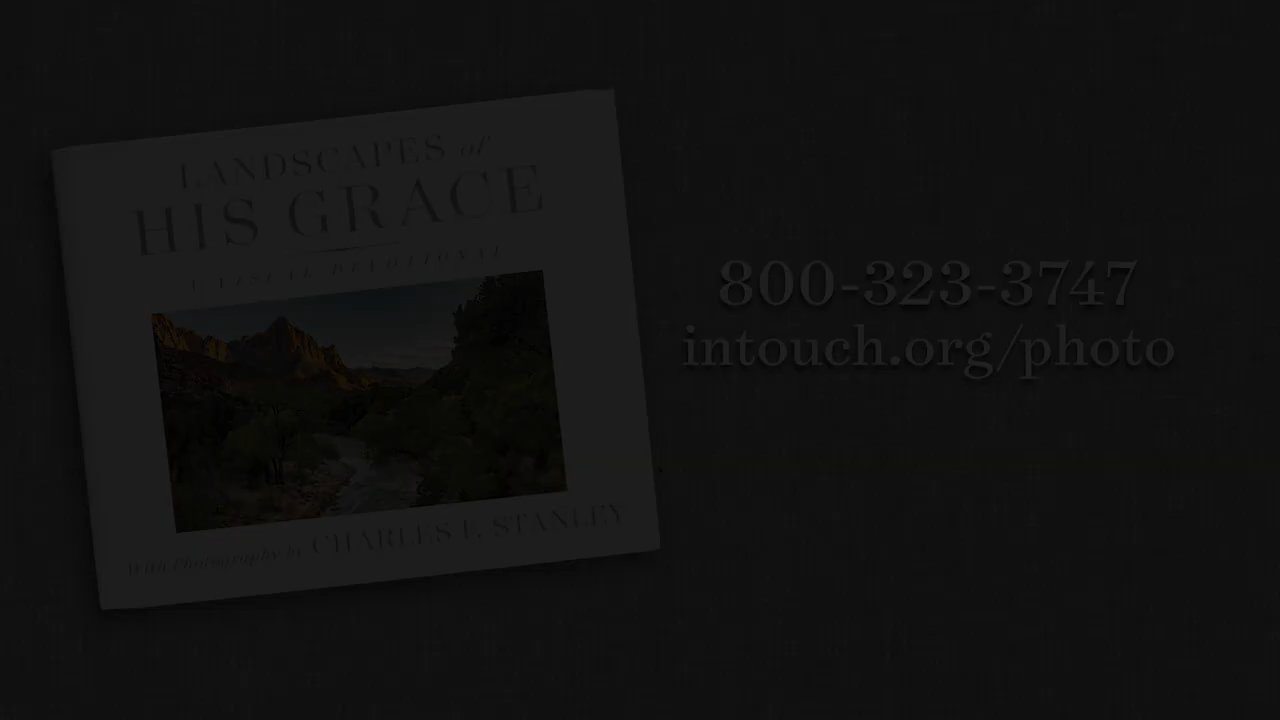 LANDSCAPES of
HIS GRACE
A VISUAL DEVOTIONAL
With Photography by CHARLES F. STANLEY
800-323-3747
intouch.org/photo